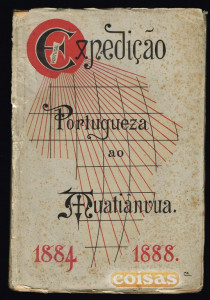 Expedição
Portugueza
ao
Muatiânvua.
1884 1888.
coisas